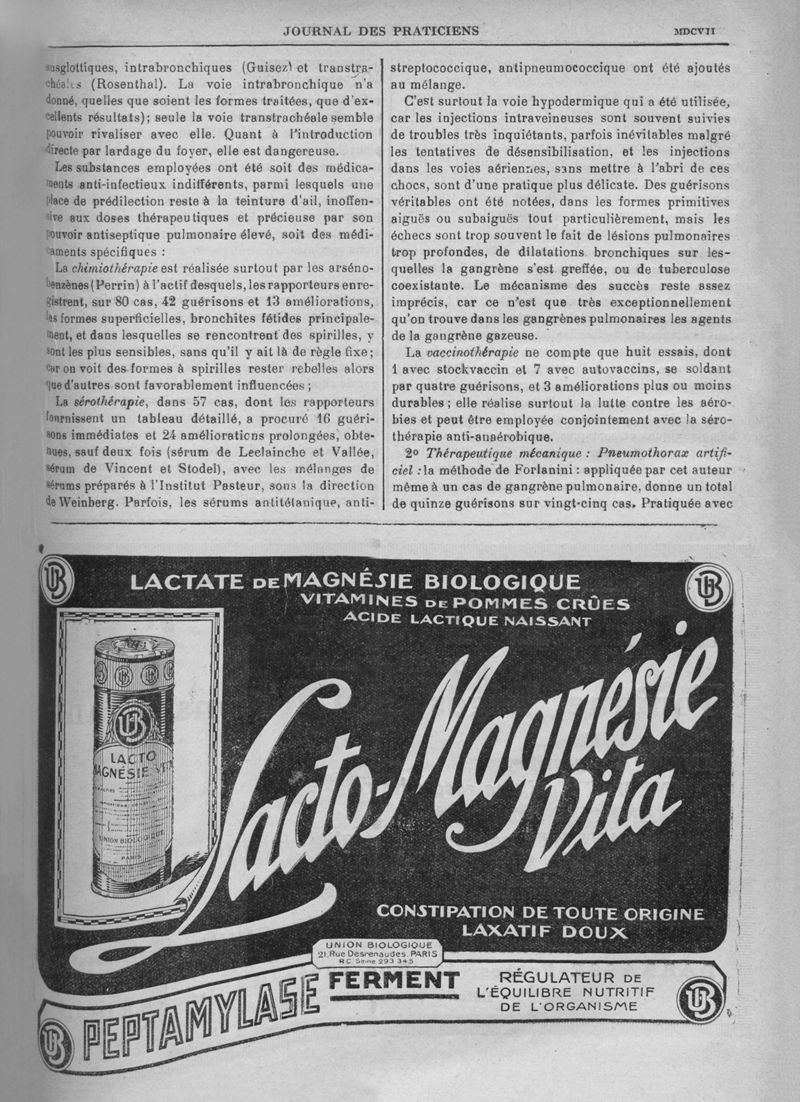 JOURNAL DES PRATICIENS
MDCVII
susglottiques, intrabronchiques (Guisez) et transtra-
chéales (Rosenthal). La voie intrabronchique n'a
donné, quelles que soient les formes traitées, que d'ex-
cellents résultats); seule la voie transtrachéale semble
pouvoir rivaliser avec elle. Quant à l'introduction
directe par lardage du foyer, elle est dangereuse.
Les substances employées ont été soit des médica-
ments anti-infectieux indifférents, parmi lesquels une
place de prédilection reste à la teinture d'ail, inoffen-
sive aux doses thérapeutiques et précieuse par son
pouvoir antiseptique pulmonaire élevé, soit des médi-
caments spécifiques :
La chimiothérapie est réalisée surtout par les arséno-
benzènes (Perrin) à l'actif desquels, les rapporteurs enre-
gistrent, sur 80 cas, 42 guérisons et 13 améliorations,
les formes superficielles, bronchites fétides principale-
ment, et dans lesquelles se rencontrent des spirilles, y
sont les plus sensibles, sans qu'il y ait là de règle fixe;
car on voit des formes à spirilles rester rebelles alors
que d'autres sont favorablement influencées ;
La sérothérapie, dans 57 cas, dont les rapporteurs
fournissent un tableau détaillé, a procuré 16 guéri-
sons immédiates et 24 améliorations prolongées, obte-
nues, sauf deux fois (sérum de Leclainche et Vallée,
sérum de Vincent et Stodel), avec les mélanges de
sérums préparés à l'Institut Pasteur, sous la direction
de Weinberg. Parfois, les sérums antitétanique, anti-
streptococcique, antipneumococcique ont été ajoutés
au mélange.
C'est surtout la voie hypodermique qui a été utilisée,
car les injections intraveineuses sont souvent suivies
de troubles très inquiétants, parfois inévitables malgré
les tentatives de désensibilisation, et les injections
dans les voies aériennes, sans mettre à l'abri de ces
chocs, sont d'une pratique plus délicate. Des guérisons
véritables ont été notées, dans les formes primitives
aiguës ou subaiguës tout particulièrement, mais les
échecs sont trop souvent le fait de lésions pulmonaires
trop profondes, de dilatations bronchiques sur les-
quelles la gangrène s'est greffée, ou de tuberculose
coexistante. Le mécanisme des succès reste assez
imprécis, car ce n'est que très exceptionnellement
qu'on trouve dans les gangrènes pulmonaires les agents
de la gangrène gazeuse.
La vaccinothérapie ne compte que huit essais, dont
1 avec stockvaccin et 7 avec autovaccins, se soldant
par quatre guérisons, et 3 améliorations plus ou moins
durables ; elle réalise surtout la lutte contre les aéro-
bies et peut être employée conjointement avec la séro-
thérapie anti-anaérobique.
2o Thérapeutique mécanique : Pneumothorax artifi-
ciel : la méthode de Forlanini : appliquée par cet auteur
même à un cas de gangrène pulmonaire, donne un total
de quinze guérisons sur vingt-cinq cas. Pratiquée avec
LACTATE DE MAGNÉSIE BIOLOGIQUE
VITAMINES DE POMMES CRÛES
ACIDE LACTIQUE NAISSANT
UB
UB
UB
LACTO
MAGNÉSIE VITA
UNION BIOLOGIQUE
PARIS
Lacto-Magnésie
Vita
CONSTIPATION DE TOUTE ORIGINE
LAXATIF DOUX
UNION BIOLOGIQUE
21, Rue Desrenaudes. PARIS
R.C. Seine 293 345
PEPTAMYLASE FERMENT
RÉGULATEUR DE
L'ÉQUILIBRE NUTRITIF
DE L'ORGANISME
UB
UB